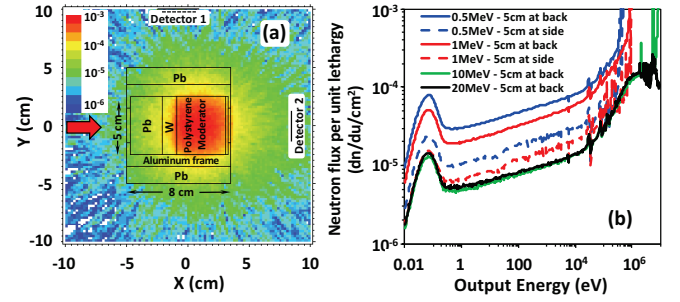 10⁻³
10⁻⁴
10⁻⁵
10⁻⁶
Detector 1
(a)
Pb
Pb
W
Polystyrene
Moderator
5 cm
Aluminum frame
Pb
8 cm
Detector 2
10
5
0
-5
-10
Y (cm)
-10 -5 0 5 10
X (cm)
0.5MeV - 5cm at back
0.5MeV - 5cm at side
1MeV - 5cm at back
1MeV - 5cm at side
10MeV - 5cm at back
20MeV - 5cm at back
(b)
10⁻³
10⁻⁴
10⁻⁵
10⁻⁶
Neutron flux per unit lethargy
(dn/du/cm²)
0.01 1 10² 10⁴ 10⁶
Output Energy (eV)